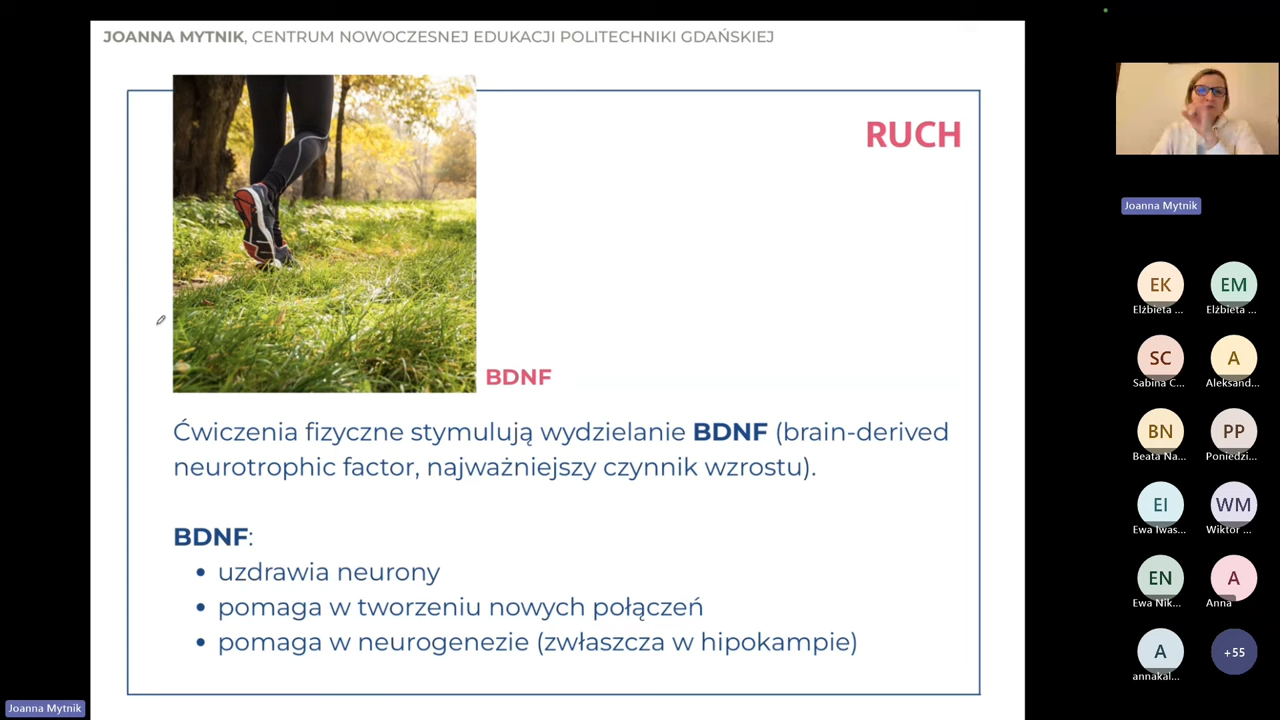 JOANNA MYTNIK, CENTRUM NOWOCZESNEJ EDUKACJI POLITECHNIKI GDAŃSKIEJ
RUCH
BDNF
Ćwiczenia fizyczne stymulują wydzielanie BDNF (brain-derived
neurotrophic factor, najważniejszy czynnik wzrostu).
BDNF:
• uzdrawia neurony
• pomaga w tworzeniu nowych połączeń
• pomaga w neurogenezie (zwłaszcza w hipokampie)
Joanna Mytnik
Joanna Mytnik
EK
EM
Elżbieta ...
Elżbieta ...
SC
A
Sabina C...
Aleksand...
BN
PP
Beata Na...
Poniedzi...
EI
WM
Ewa Iwas...
Wiktor ...
EN
A
Ewa Nik...
Anna
A
+55
annakal...